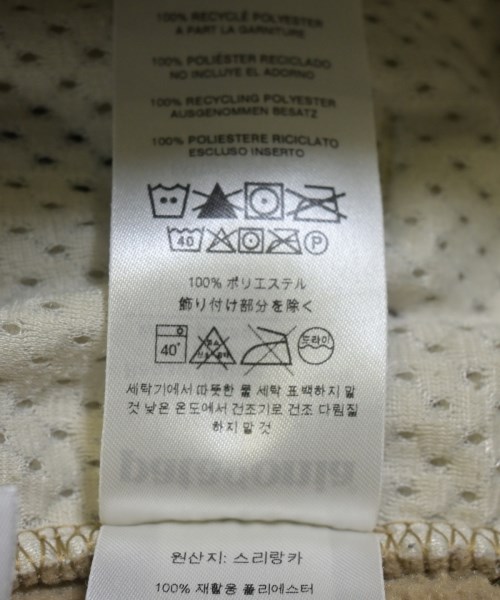 100% RECYCLÉ POLYESTER
A PART LA GARNITURE
100% POLIÉSTER RECICLADO
NO INCLUYE EL ADORNO
100% RECYCLING POLYESTER
AUSGENOMMEN BESATZ
100% POLIESTERE RICICLATO
ESCLUSO INSERTO
40 P
100% ポリエステル
飾り付け部分を除く
40° 드라이
세탁기에서 따뜻한 물 세탁 표백하지 말
것 낮은 온도에서 건조기로 건조 다림질
하지 말 것
patagonia
원산지: 스리랑카
100% 재활용 폴리에스터